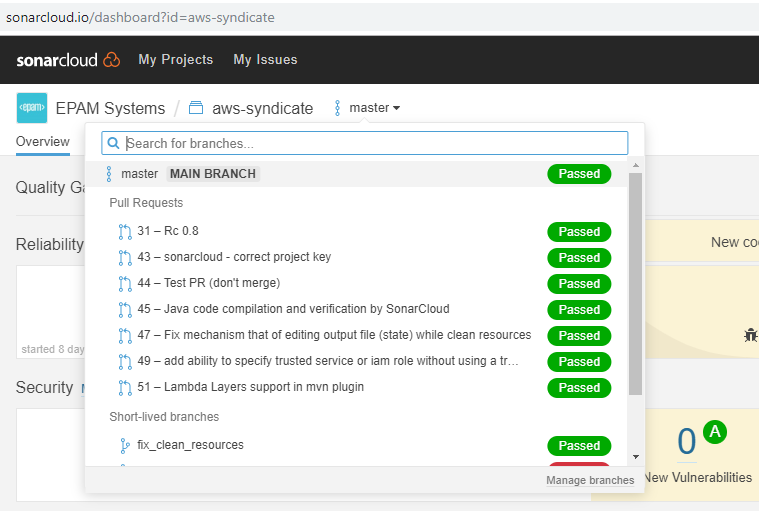 sonarcloud.io/dashboard?id=aws-syndicate
sonarcloud My Projects My Issues
<epam> EPAM Systems / aws-syndicate master
Overview
Search for branches...
master MAIN BRANCH Passed
Quality Ga
Pull Requests
31 – Rc 0.8 Passed
Reliability
New co
43 – sonarcloud - correct project key Passed
44 – Test PR (don't merge) Passed
45 – Java code compilation and verification by SonarCloud Passed
47 – Fix mechanism that of editing output file (state) while clean resources Passed
started 8 day
49 – add ability to specify trusted service or iam role without using a tr… Passed
Security
51 – Lambda Layers support in mvn plugin Passed
Short-lived branches
fix_clean_resources Passed
0 A
Manage branches
New Vulnerabilities